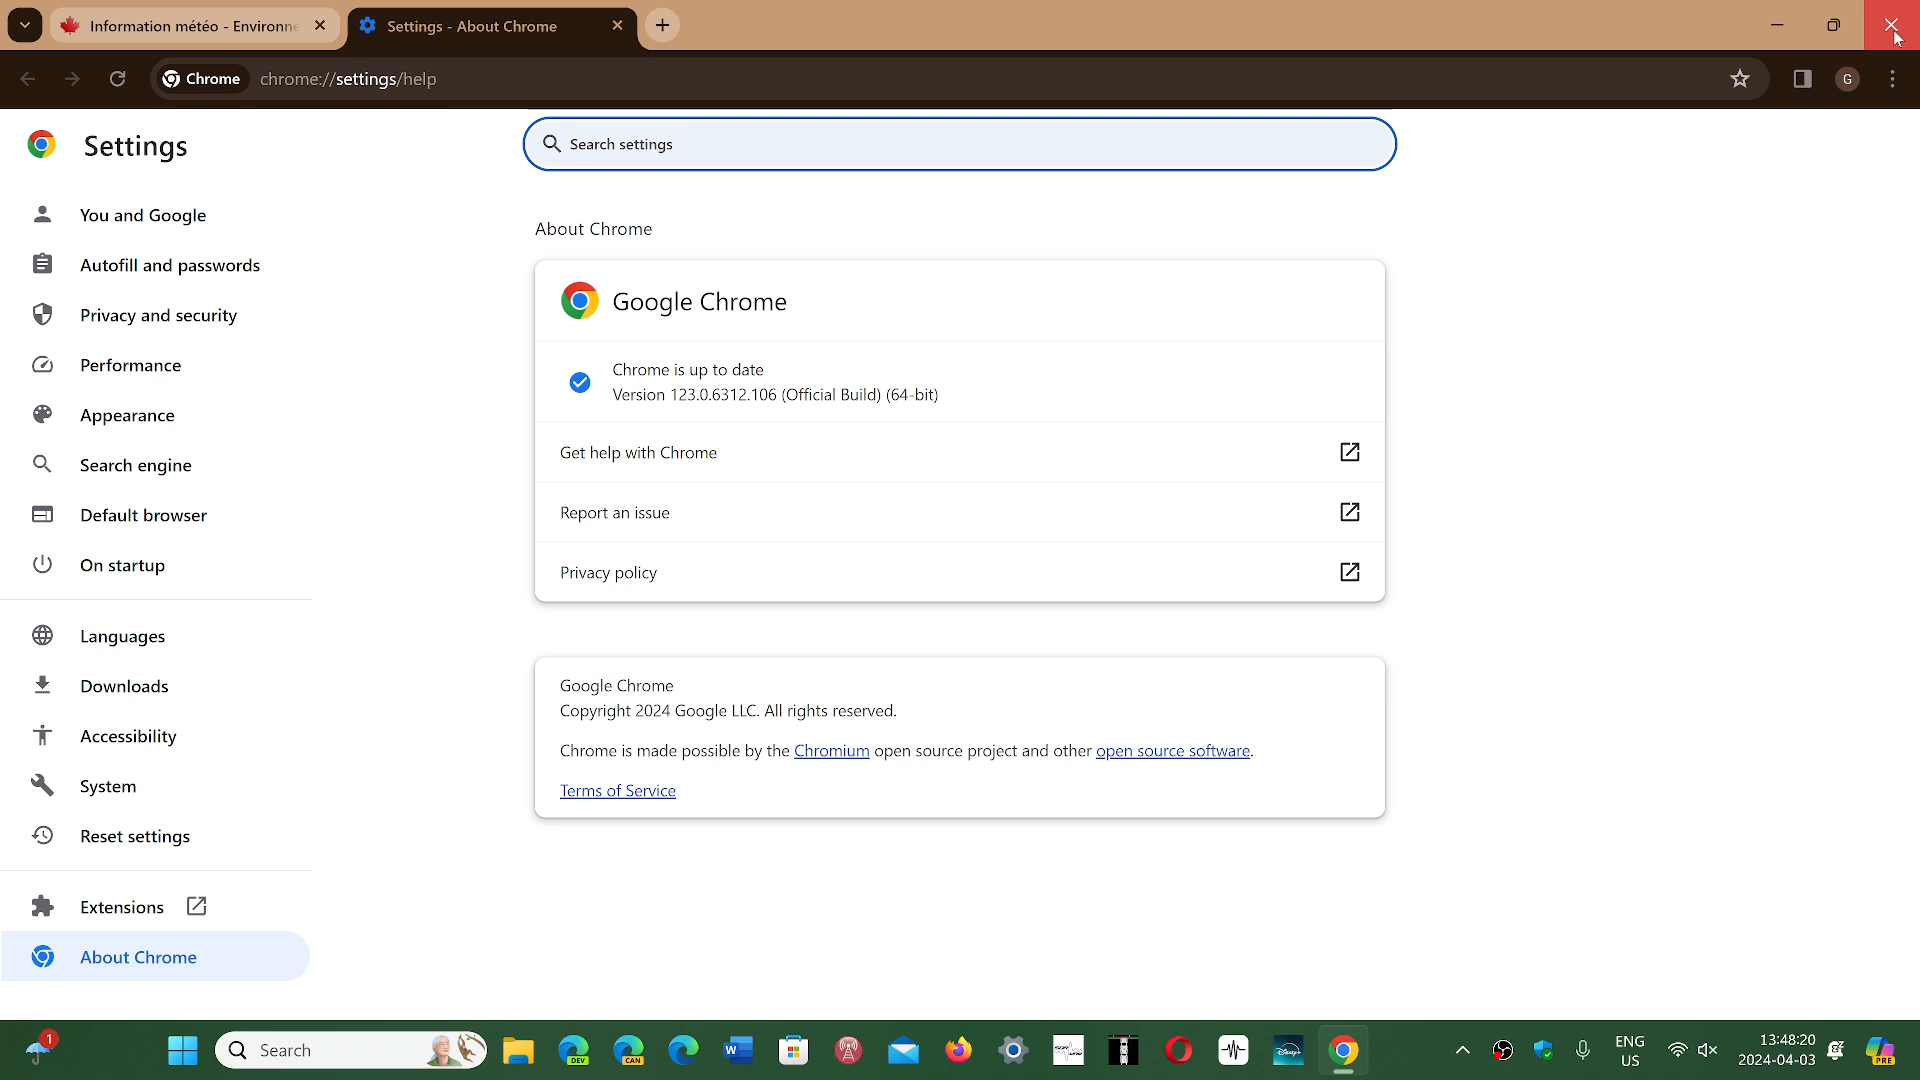 Information météo - Environne
Settings - About Chrome
Chrome
chrome://settings/help
G
Settings
Search settings
You and Google
Autofill and passwords
Privacy and security
Performance
Appearance
Search engine
Default browser
On startup
Languages
Downloads
Accessibility
System
Reset settings
Extensions
About Chrome
About Chrome
Google Chrome
Chrome is up to date
Version 123.0.6312.106 (Official Build) (64-bit)
Get help with Chrome
Report an issue
Privacy policy
Google Chrome
Copyright 2024 Google LLC. All rights reserved.
Chrome is made possible by the Chromium open source project and other open source software.
Terms of Service
1
Search
DEV
CAN
W
Disney+
ENG
US
13:48:20
2024-04-03
PRE